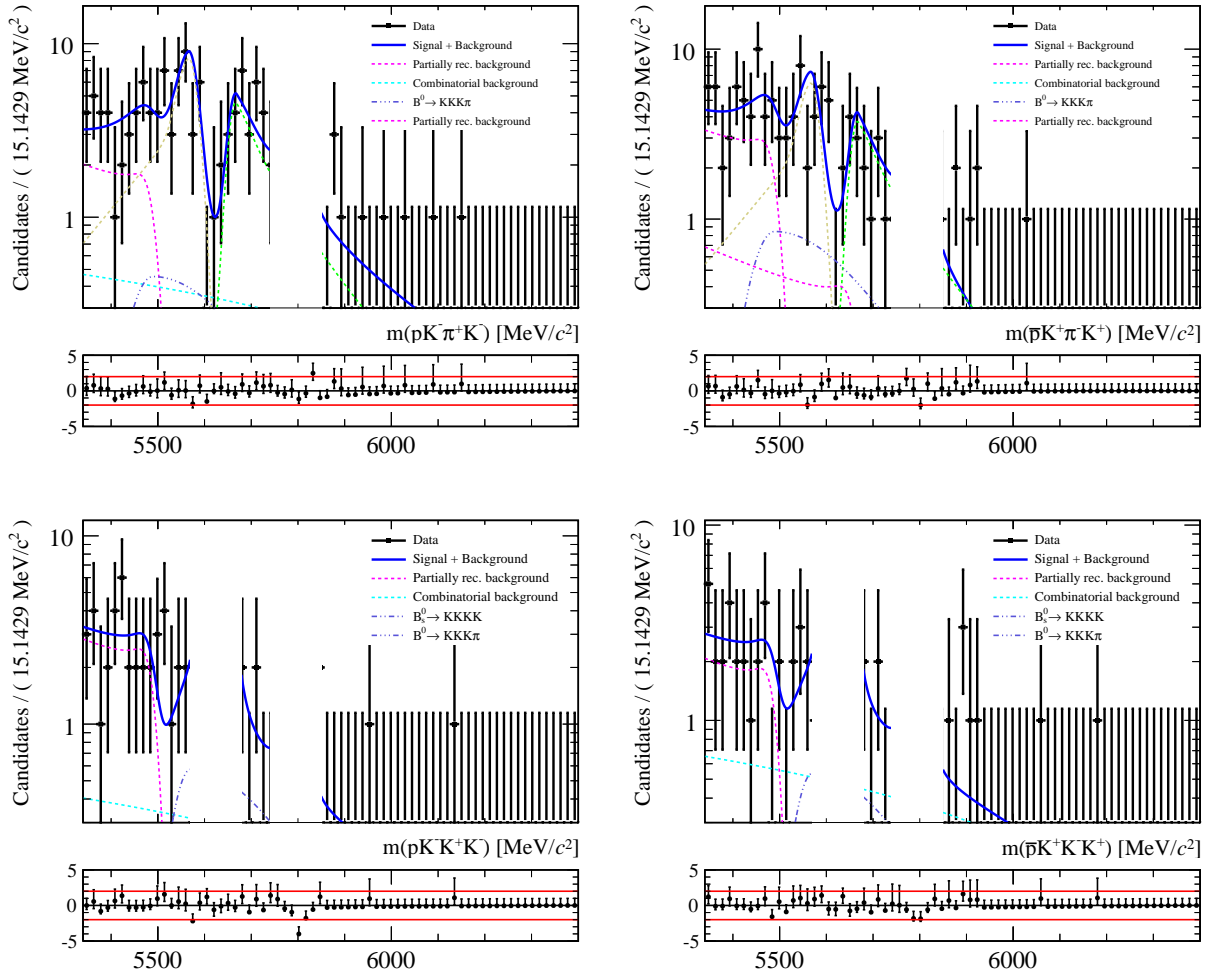 Candidates / ( 15.1429 MeV/c²)
10
1
Data
Signal + Background
Partially rec. background
Combinatorial background
B⁰→ KKKπ
Partially rec. background
m(pK⁻π⁺K⁻) [MeV/c²]
5
0
-5
5500
6000
Candidates / ( 15.1429 MeV/c²)
10
1
Data
Signal + Background
Partially rec. background
Combinatorial background
B⁰→ KKKπ
Partially rec. background
m(p̅K⁺π⁻K⁺) [MeV/c²]
5
0
-5
5500
6000
Candidates / ( 15.1429 MeV/c²)
10
1
Data
Signal + Background
Partially rec. background
Combinatorial background
B⁰ₛ→ KKKK
B⁰→ KKKπ
m(pK⁻K⁺K⁻) [MeV/c²]
5
0
-5
5500
6000
Candidates / ( 15.1429 MeV/c²)
10
1
Data
Signal + Background
Partially rec. background
Combinatorial background
B⁰ₛ→ KKKK
B⁰→ KKKπ
m(p̅K⁺K⁻K⁺) [MeV/c²]
5
0
-5
5500
6000